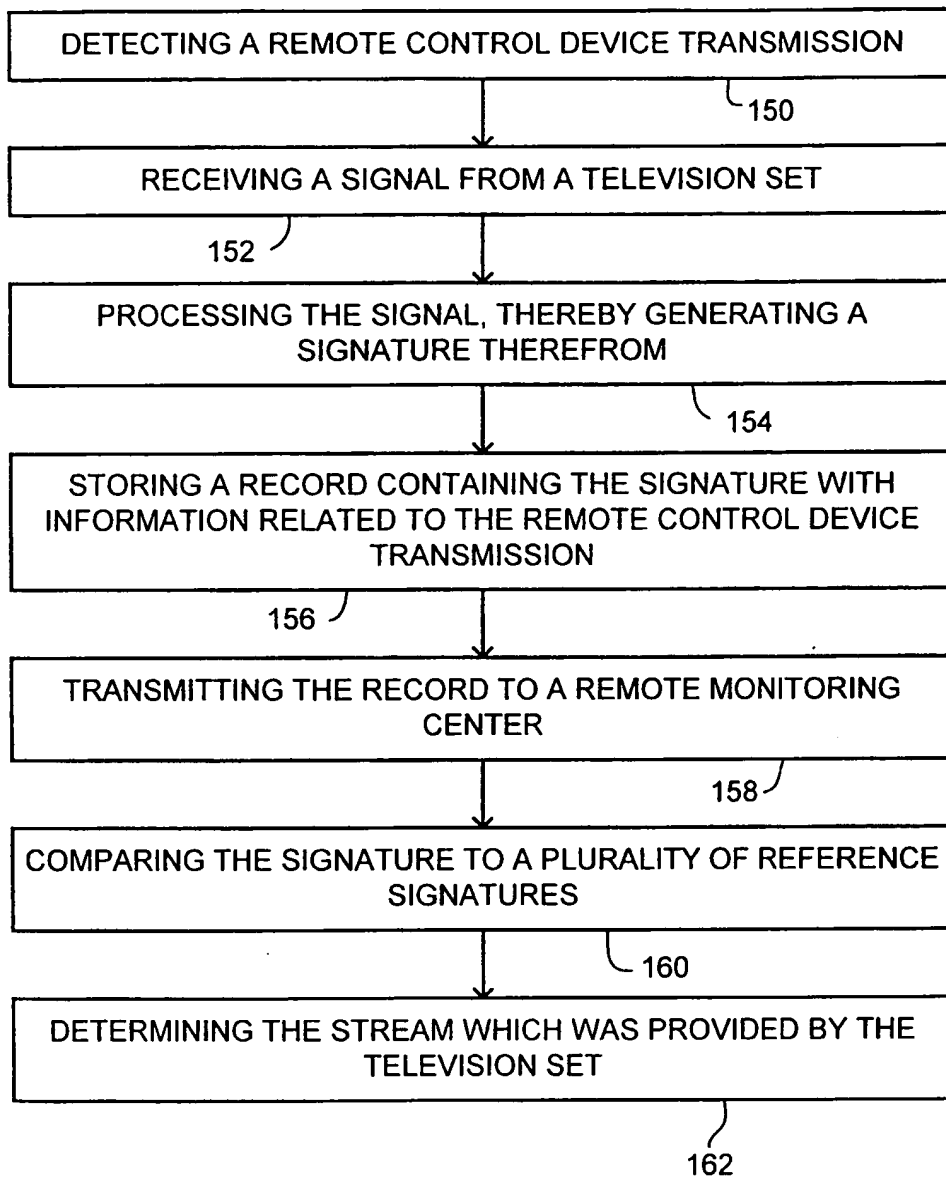 DETECTING A REMOTE CONTROL DEVICE TRANSMISSION
150
RECEIVING A SIGNAL FROM A TELEVISION SET
152
PROCESSING THE SIGNAL, THEREBY GENERATING A
SIGNATURE THEREFROM
154
STORING A RECORD CONTAINING THE SIGNATURE WITH
INFORMATION RELATED TO THE REMOTE CONTROL DEVICE
TRANSMISSION
156
TRANSMITTING THE RECORD TO A REMOTE MONITORING
CENTER
158
COMPARING THE SIGNATURE TO A PLURALITY OF REFERENCE
SIGNATURES
160
DETERMINING THE STREAM WHICH WAS PROVIDED BY THE
TELEVISION SET
162